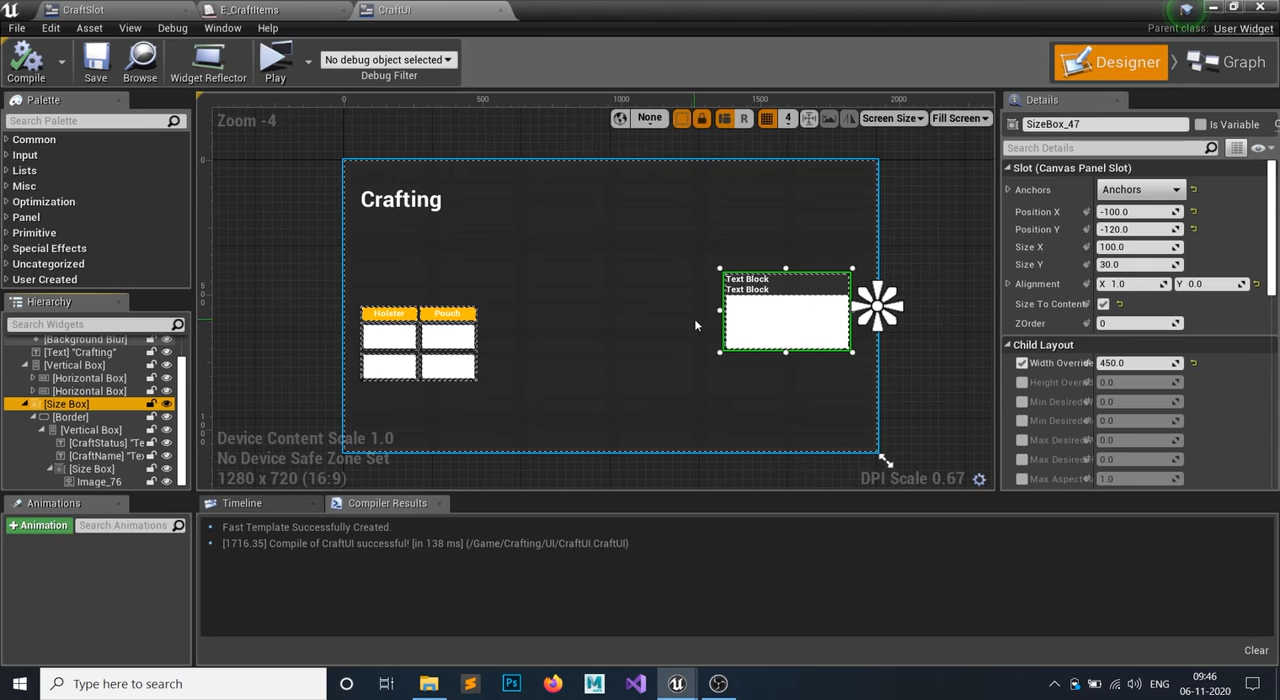 CraftSlot
E_CraftItems
CraftUI
File Edit Asset View Window Help
Parent class: User Widget
Compile
Save
Browse
Widget Reflector
Play
No debug object selected
Debug Filter
Designer
Graph
Palette
Search Palette
Common
Input
Lists
Misc
Optimization
Panel
Primitive
Special Effects
Uncategorized
User Created
Hierarchy
Search Widgets
[Background Blur]
[Text] "Crafting"
[Vertical Box]
[Horizontal Box]
[Horizontal Box]
[Size Box]
[Border]
[Vertical Box]
[CraftStatus] "Te
[CraftName] "Te
[Size Box]
Image_76
0 500 1000 1500 2000
Zoom -4
None
R
4
Screen Size
Fill Screen
0
5 0 0
1 0 0 0
Crafting
Holster
Pouch
Text Block
Text Block
Device Content Scale 1.0
No Device Safe Zone Set
1280 x 720 (16:9)
DPI Scale 0.67
Details
SizeBox_47
Is Variable
Search Details
Slot (Canvas Panel Slot)
Anchors
Anchors
Position X -100.0
Position Y -120.0
Size X 100.0
Size Y 30.0
Alignment X 1.0 Y 0.0
Size To Content
ZOrder 0
Child Layout
Width Override 450.0
Height Overri 0.0
Min Desired 0.0
Min Desired 0.0
Max Desired 0.0
Max Desired 0.0
Max Aspect 1.0
Animations
Animation
Search Animations
Timeline
Compiler Results
Fast Template Successfully Created.
[1716.35] Compile of CraftUI successful! [in 138 ms] (/Game/Crafting/UI/CraftUI.CraftUI)
Clear
Type here to search
Ps
M
ENG
09:46
06-11-2020